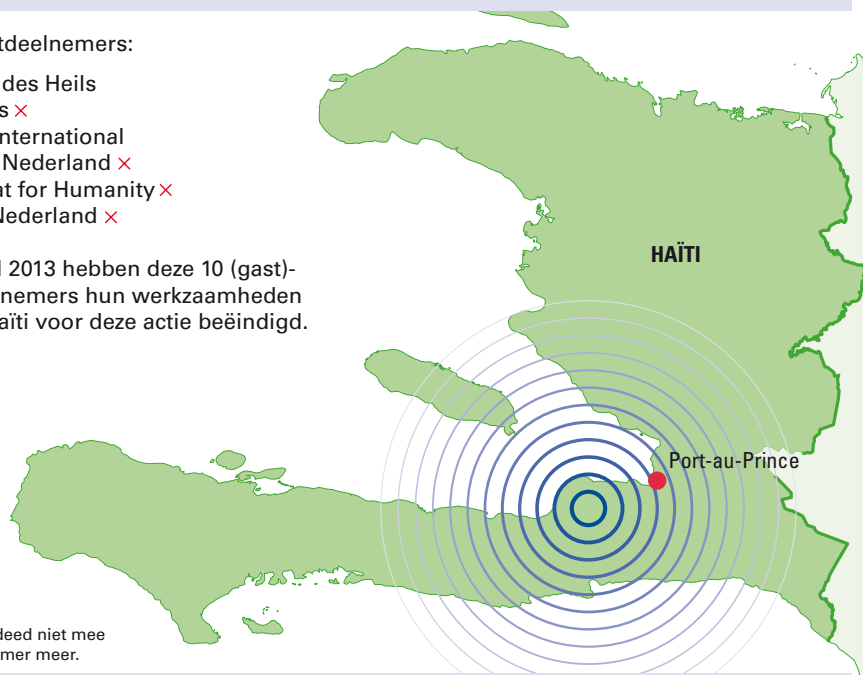 tdeelnemers:
des Heils
s ×
nternational
Nederland ×
at for Humanity ×
Nederland ×
l 2013 hebben deze 10 (gast)-
nemers hun werkzaamheden
aïti voor deze actie beëindigd.
HAÏTI
Port-au-Prince
deed niet mee
mer meer.